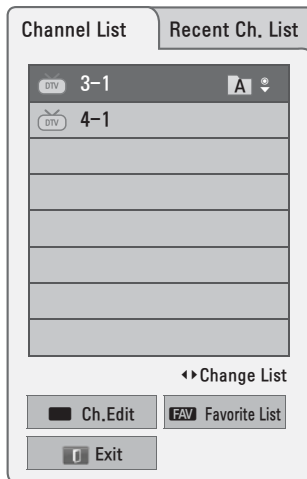 Channel List
Recent Ch. List
DTV 3-1 A
DTV 4-1
Change List
Ch.Edit
FAV Favorite List
Exit